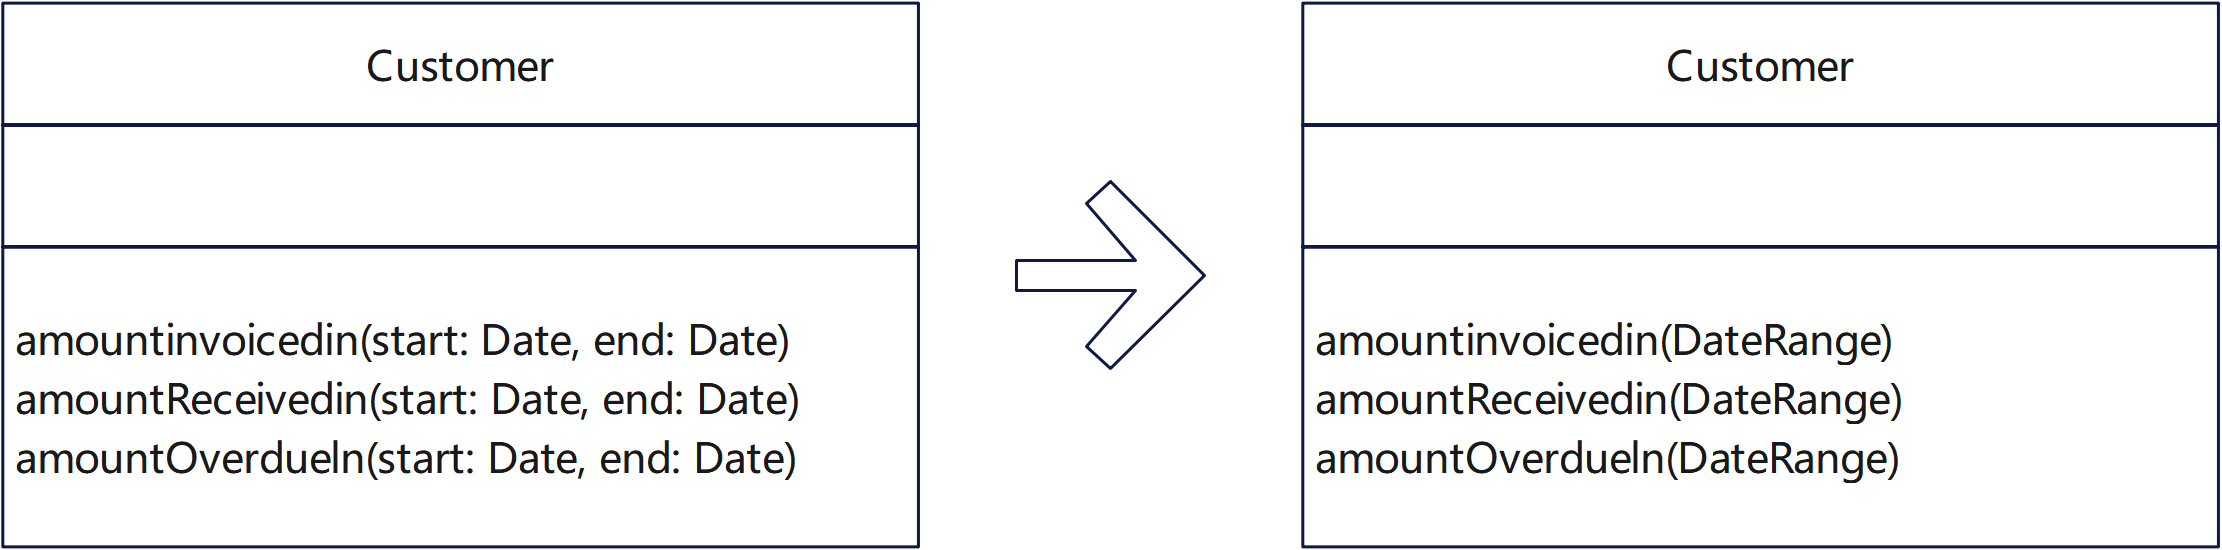 Customer
amountinvoicedin(start: Date, end: Date)
amountReceivedin(start: Date, end: Date)
amountOverdueln(start: Date, end: Date)
Customer
amountinvoicedin(DateRange)
amountReceivedin(DateRange)
amountOverdueln(DateRange)